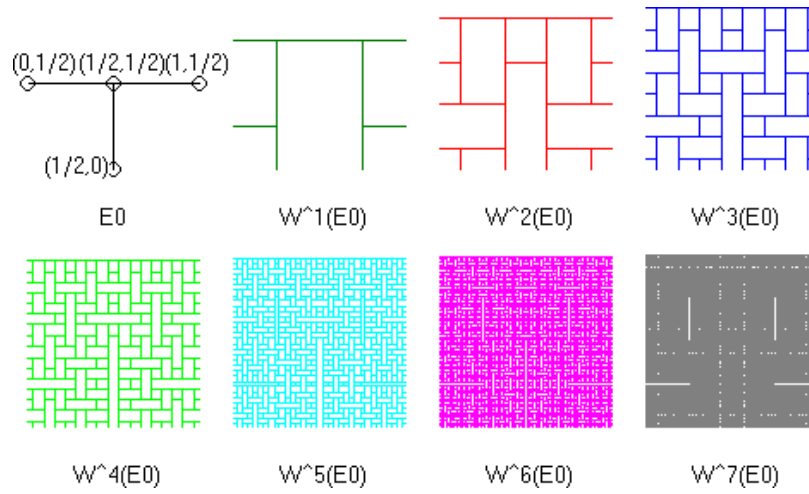 (0,1/2)(1/2,1/2)(1,1/2)
(1/2,0)
E0 W^1(E0) W^2(E0) W^3(E0)
W^4(E0) W^5(E0) W^6(E0) W^7(E0)